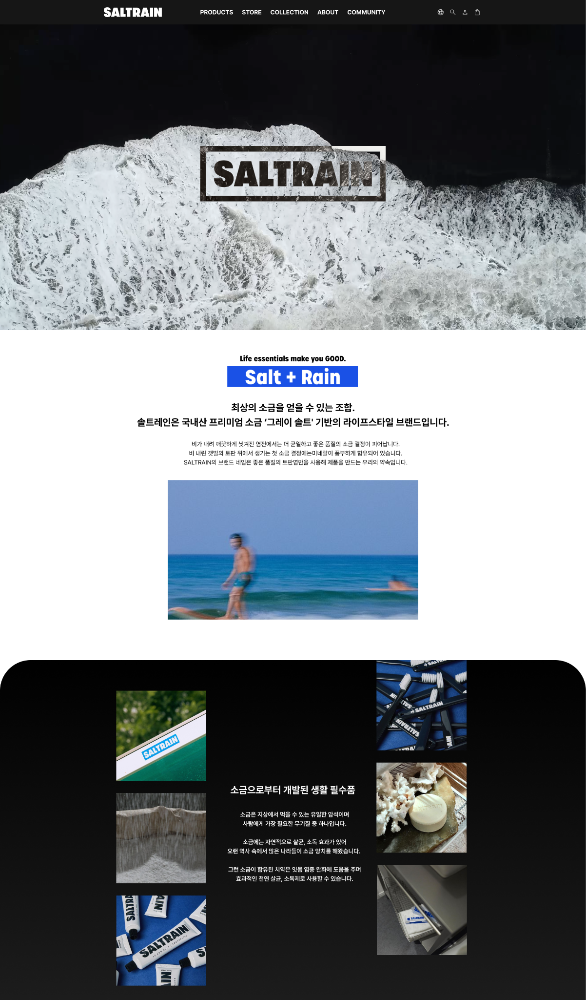 SALTRAIN
PRODUCTS STORE COLLECTION ABOUT COMMUNITY
SALTRAIN
Life essentials make you GOOD.
Salt + Rain
최상의 소금을 얻을 수 있는 조합.
솔트레인은 국내산 프리미엄 소금 ‘그레이 솔트' 기반의 라이프스타일 브랜드입니다.
비가 내려 깨끗하게 씻겨진 염전에서는 더 균일하고 좋은 품질의 소금 결정이 피어납니다.
비 내린 갯벌의 토판 위에서 생기는 첫 소금 결정에는미네랄이 풍부하게 함유되어 있습니다.
SALTRAIN의 브랜드 네임은 좋은 품질의 토판염만을 사용해 제품을 만드는 우리의 약속입니다.
SALTRAIN
SALTRAIN
SALTRAIN
SALTRAIN
소금으로부터 개발된 생활 필수품
소금은 지상에서 먹을 수 있는 유일한 암석이며
사람에게 가장 필요한 무기질 중 하나입니다.
소금에는 자연적으로 살균, 소독 효과가 있어
오랜 역사 속에서 많은 나라들이 소금 양치를 해왔습니다.
그런 소금이 함유된 치약은 잇몸 염증 완화에 도움을 주며
효과적인 천연 살균, 소독제로 사용할 수 있습니다.
SALTRAIN
SALTRAIN